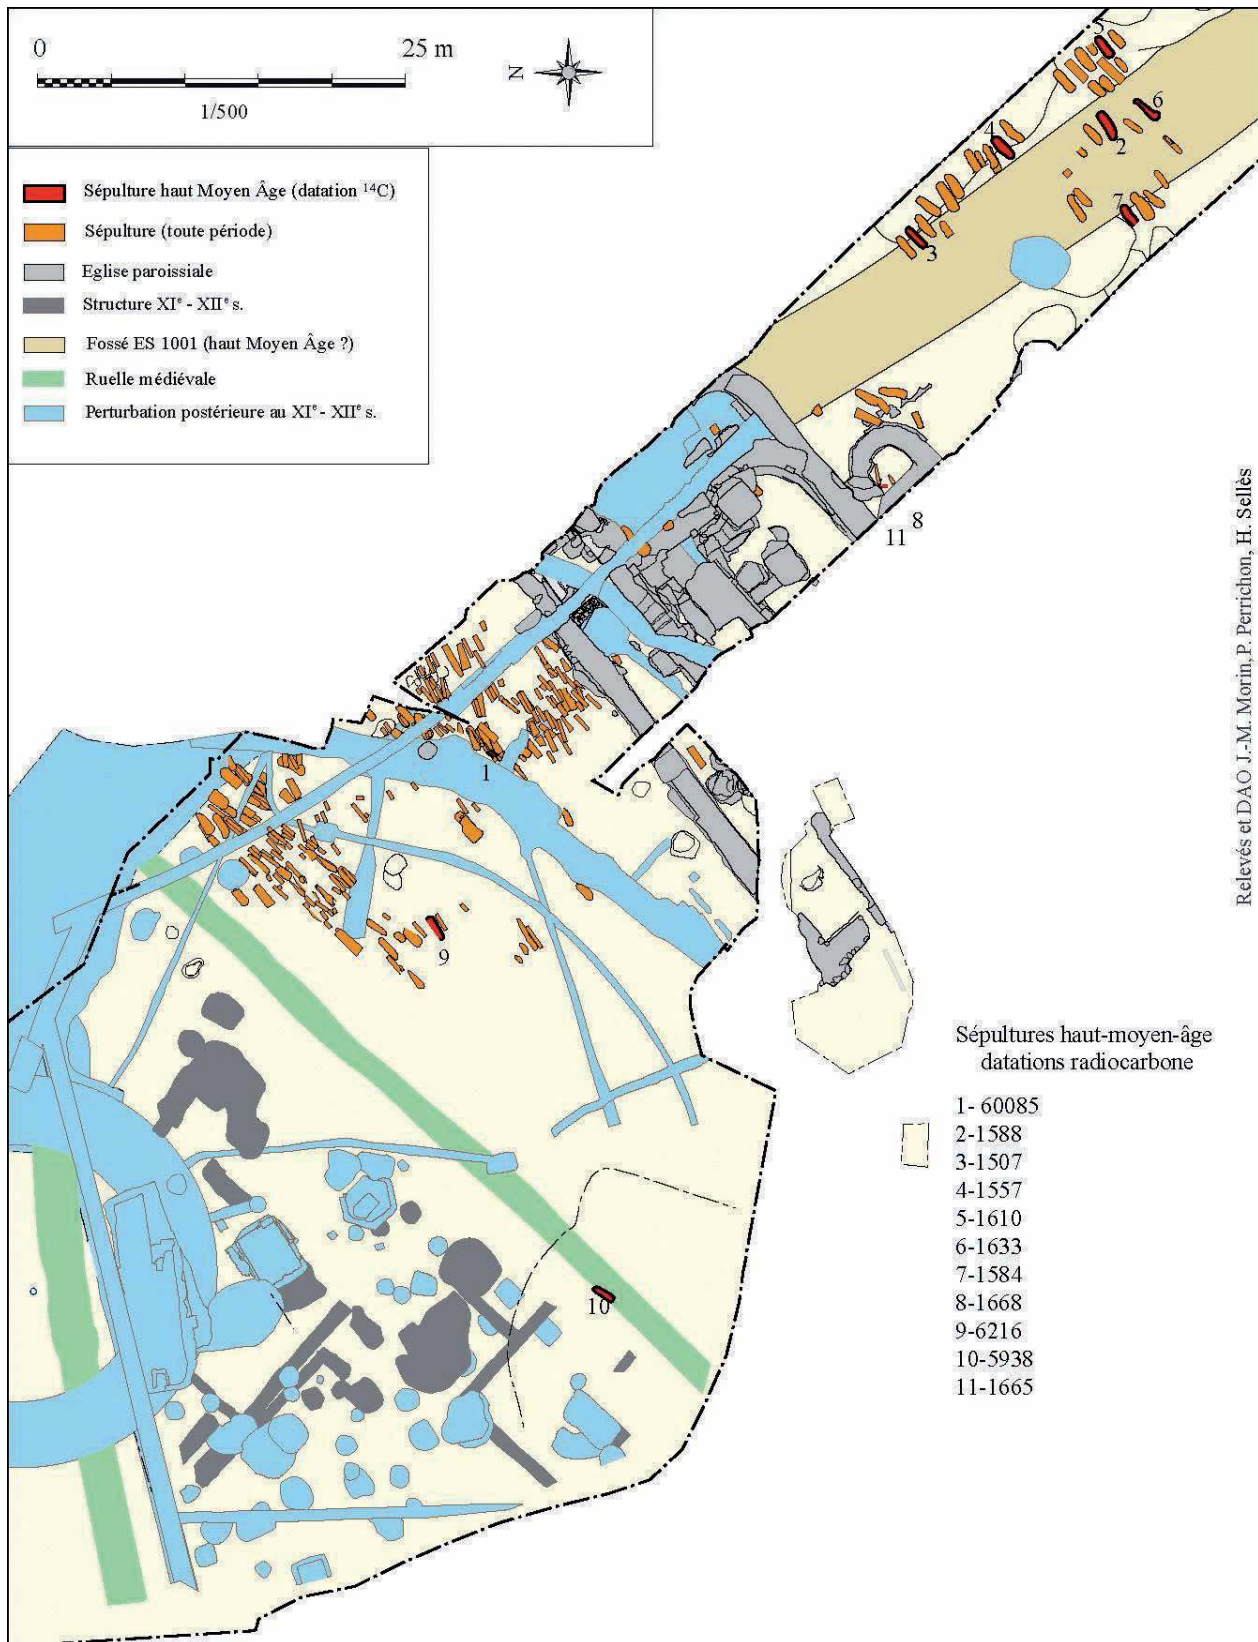 0 25 m
N
1/500
Sépulture haut Moyen Âge (datation ¹⁴C)
Sépulture (toute période)
Eglise paroissiale
Structure XIᵉ - XIIᵉ s.
Fossé ES 1001 (haut Moyen Âge ?)
Ruelle médiévale
Perturbation postérieure au XIᵉ - XIIᵉ s.
5
6
4
2
7
3
8
11
1
9
10
Relevés et DAO J.-M. Morin, P. Perrichon, H. Sellès
Sépultures haut-moyen-âge
datations radiocarbone
1- 60085
2-1588
3-1507
4-1557
5-1610
6-1633
7-1584
8-1668
9-6216
10-5938
11-1665